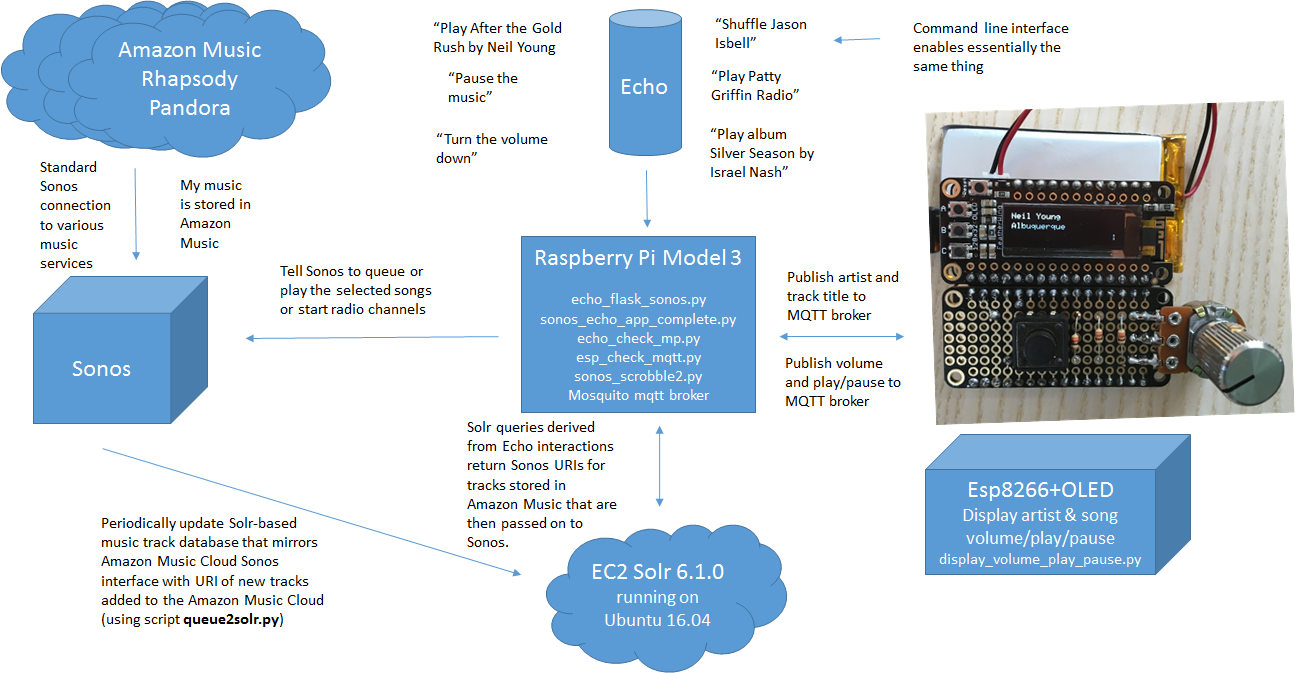 Amazon Music
Rhapsody
Pandora
“Play After the Gold
Rush by Neil Young
“Pause the
music”
“Turn the volume
down”
Echo
“Shuffle Jason
Isbell”
“Play Patty
Griffin Radio”
“Play album
Silver Season by
Israel Nash”
Command line interface
enables essentially the
same thing
Standard
Sonos
connection
to various
music
services
My music
is stored in
Amazon
Music
Sonos
Tell Sonos to queue or
play the selected songs
or start radio channels
Raspberry Pi Model 3
echo_flask_sonos.py
sonos_echo_app_complete.py
echo_check_mp.py
esp_check_mqtt.py
sonos_scrobble2.py
Mosquito mqtt broker
Publish artist and
track title to
MQTT broker
Publish volume
and play/pause to
MQTT broker
A
B
C
128x32 OLED
FeatherWing
Neil Young
Albuquerque
Solr queries derived
from Echo interactions
return Sonos URIs for
tracks stored in
Amazon Music that are
then passed on to
Sonos.
Periodically update Solr-based
music track database that mirrors
Amazon Music Cloud Sonos
interface with URI of new tracks
added to the Amazon Music Cloud
(using script queue2solr.py)
EC2 Solr 6.1.0
running on
Ubuntu 16.04
Esp8266+OLED
Display artist & song
volume/play/pause
display_volume_play_pause.py